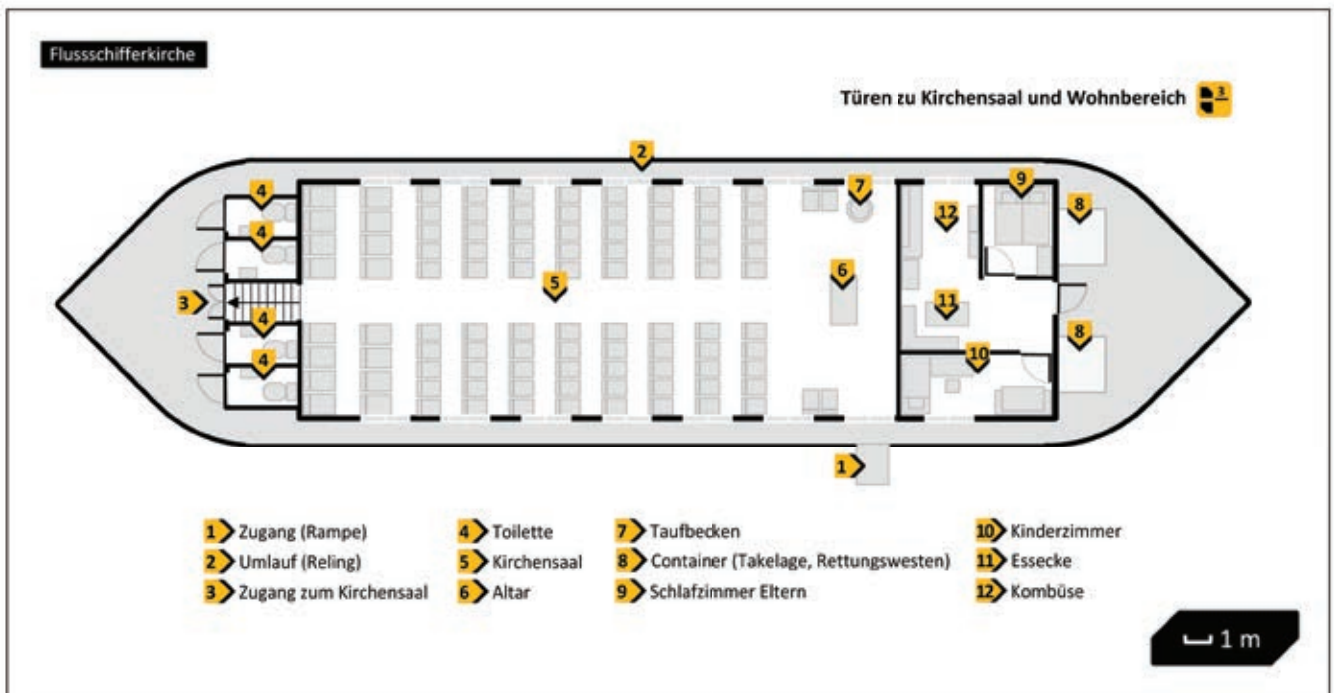 Flussschifferkirche
Türen zu Kirchensaal und Wohnbereich 3
2
4
9
7
8
12
4
6
5
3
11
4
8
10
4
1
1 Zugang (Rampe)
2 Umlauf (Reling)
3 Zugang zum Kirchensaal
4 Toilette
5 Kirchensaal
6 Altar
7 Taufbecken
8 Container (Takelage, Rettungswesten)
9 Schlafzimmer Eltern
10 Kinderzimmer
11 Essecke
12 Kombüse
1 m